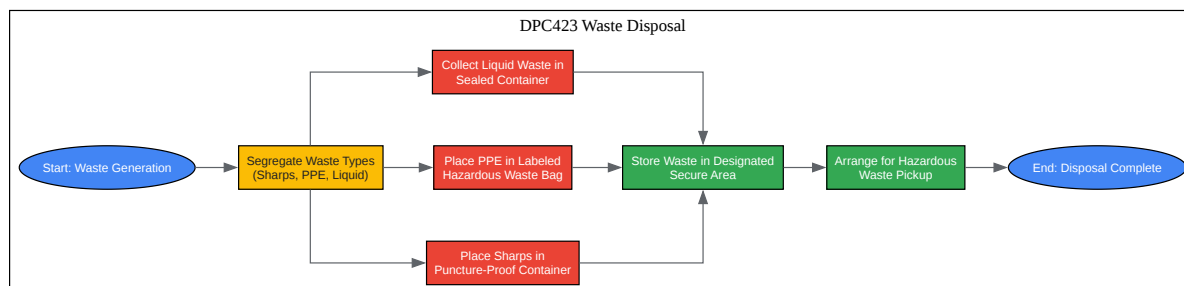 DPC423 Waste Disposal
Collect Liquid Waste in
Sealed Container
Start: Waste Generation
Segregate Waste Types
(Sharps, PPE, Liquid)
Place PPE in Labeled
Hazardous Waste Bag
Store Waste in Designated
Secure Area
Arrange for Hazardous
Waste Pickup
End: Disposal Complete
Place Sharps in
Puncture-Proof Container